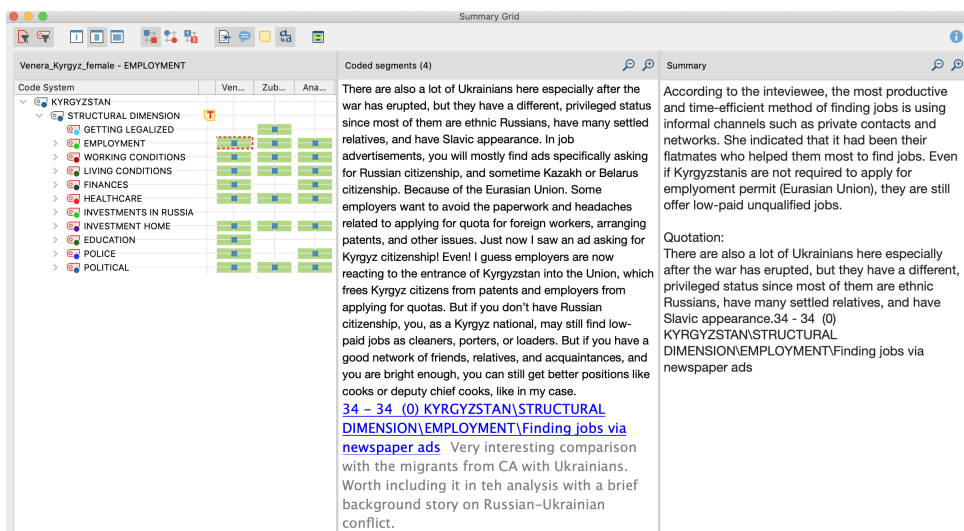 Summary Grid
Venera_Kyrgyz_female - EMPLOYMENT
Coded segments (4)
Summary
Code System
Ven...
Zub...
Ana...
KYRGYZSTAN
STRUCTURAL DIMENSION
T
GETTING LEGALIZED
EMPLOYMENT
WORKING CONDITIONS
LIVING CONDITIONS
FINANCES
HEALTHCARE
INVESTMENTS IN RUSSIA
INVESTMENT HOME
EDUCATION
POLICE
POLITICAL
There are also a lot of Ukrainians here especially after the
war has erupted, but they have a different, privileged status
since most of them are ethnic Russians, have many settled
relatives, and have Slavic appearance. In job
advertisements, you will mostly find ads specifically asking
for Russian citizenship, and sometime Kazakh or Belarus
citizenship. Because of the Eurasian Union. Some
employers want to avoid the paperwork and headaches
related to applying for quota for foreign workers, arranging
patents, and other issues. Just now I saw an ad asking for
Kyrgyz citizenship! Even! I guess employers are now
reacting to the entrance of Kyrgyzstan into the Union, which
frees Kyrgyz citizens from patents and employers from
applying for quotas. But if you don't have Russian
citizenship, you, as a Kyrgyz national, may still find low-
paid jobs as cleaners, porters, or loaders. But if you have a
good network of friends, relatives, and acquaintances, and
you are bright enough, you can still get better positions like
cooks or deputy chief cooks, like in my case.
34 – 34 (0) KYRGYZSTAN\STRUCTURAL
DIMENSION\EMPLOYMENT\Finding jobs via
newspaper ads Very interesting comparison
with the migrants from CA with Ukrainians.
Worth including it in teh analysis with a brief
background story on Russian-Ukrainian
conflict.
According to the inteviewee, the most productive
and time-efficient method of finding jobs is using
informal channels such as private contacts and
networks. She indicated that it had been their
flatmates who helped them most to find jobs. Even
if Kyrgyzstanis are not required to apply for
emplyoment permit (Eurasian Union), they are still
offer low-paid unqualified jobs.
Quotation:
There are also a lot of Ukrainians here especially
after the war has erupted, but they have a different,
privileged status since most of them are ethnic
Russians, have many settled relatives, and have
Slavic appearance.34 - 34 (0)
KYRGYZSTAN\STRUCTURAL
DIMENSION\EMPLOYMENT\Finding jobs via
newspaper ads